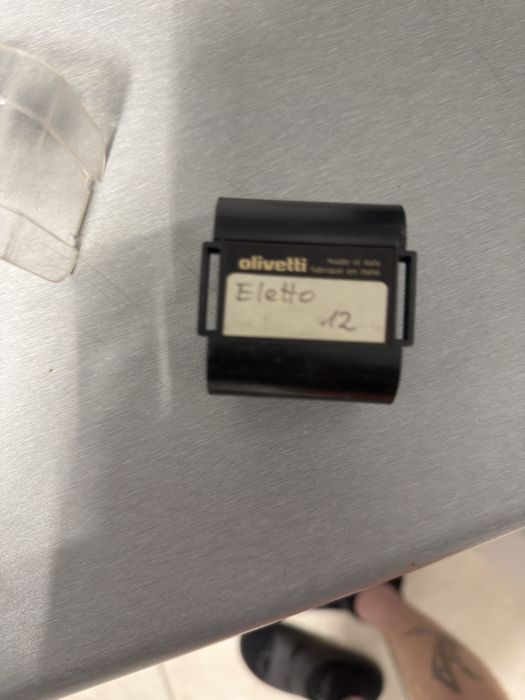 olivetti
Made in Italy
fabriqué en Italie
Eletto
.12